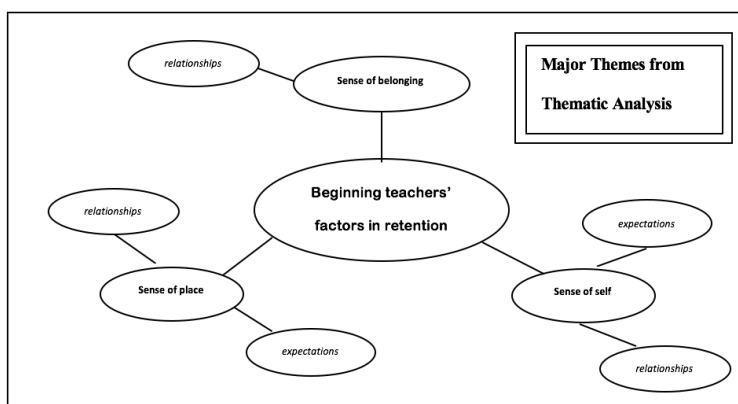 relationships
Sense of belonging
Major Themes from
Thematic Analysis
Beginning teachers’
factors in retention
relationships
expectations
Sense of place
Sense of self
expectations
relationships